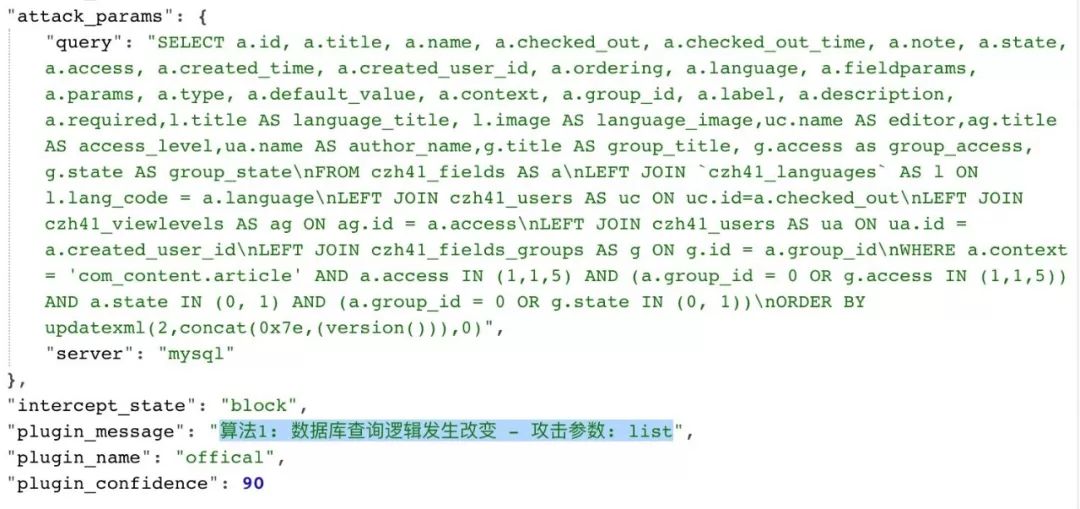 "attack_params": {
"query": "SELECT a.id, a.title, a.name, a.checked_out, a.checked_out_time, a.note, a.state,
a.access, a.created_time, a.created_user_id, a.ordering, a.language, a.fieldparams,
a.params, a.type, a.default_value, a.context, a.group_id, a.label, a.description,
a.required,l.title AS language_title, l.image AS language_image,uc.name AS editor,ag.title
AS access_level,ua.name AS author_name,g.title AS group_title, g.access as group_access,
g.state AS group_state\nFROM czh41_fields AS a\nLEFT JOIN `czh41_languages` AS l ON
l.lang_code = a.language\nLEFT JOIN czh41_users AS uc ON uc.id=a.checked_out\nLEFT JOIN
czh41_viewlevels AS ag ON ag.id = a.access\nLEFT JOIN czh41_users AS ua ON ua.id =
a.created_user_id\nLEFT JOIN czh41_fields_groups AS g ON g.id = a.group_id\nWHERE a.context
= 'com_content.article' AND a.access IN (1,1,5) AND (a.group_id = 0 OR g.access IN (1,1,5))
AND a.state IN (0, 1) AND (a.group_id = 0 OR g.state IN (0, 1))\nORDER BY
updatexml(2,concat(0x7e,(version())),0)",
"server": "mysql"
},
"intercept_state": "block",
"plugin_message": "算法1: 数据库查询逻辑发生改变 - 攻击参数: list",
"plugin_name": "offical",
"plugin_confidence": 90